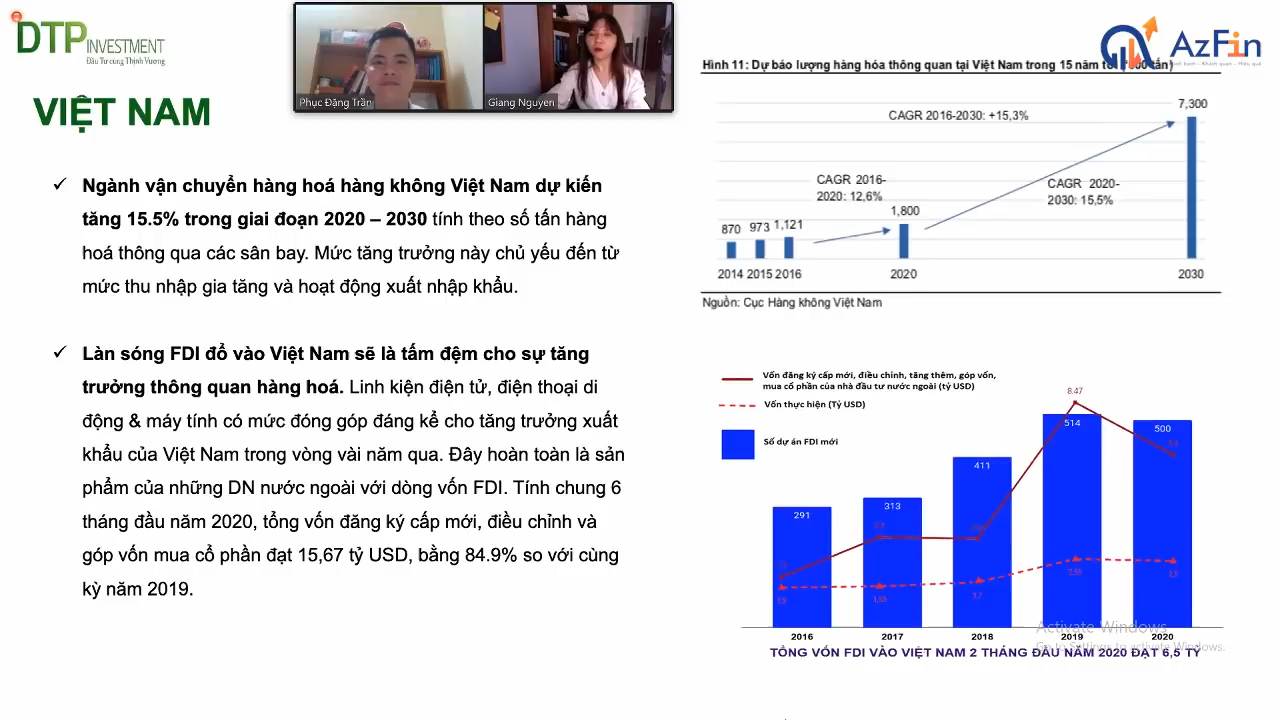 DTP INVESTMENT
Đầu Tư cùng Thịnh Vượng
Phục Đặng Trần
Giang Nguyen
AzFin
VIỆT NAM
✓ Ngành vận chuyển hàng hoá hàng không Việt Nam dự kiến
tăng 15.5% trong giai đoạn 2020 – 2030 tính theo số tấn hàng
hoá thông qua các sân bay. Mức tăng trưởng này chủ yếu đến từ
mức thu nhập gia tăng và hoạt động xuất nhập khẩu.
✓ Làn sóng FDI đổ vào Việt Nam sẽ là tấm đệm cho sự tăng
trưởng thông quan hàng hoá. Linh kiện điện tử, điện thoại di
động & máy tính có mức đóng góp đáng kể cho tăng trưởng xuất
khẩu của Việt Nam trong vòng vài năm qua. Đây hoàn toàn là sản
phẩm của những DN nước ngoài với dòng vốn FDI. Tính chung 6
tháng đầu năm 2020, tổng vốn đăng ký cấp mới, điều chỉnh và
góp vốn mua cổ phần đạt 15,67 tỷ USD, bằng 84.9% so với cùng
kỳ năm 2019.
Hình 11: Dự báo lượng hàng hóa thông quan tại Việt Nam trong 15 năm
7,300
CAGR 2016-2030: +15,3%
CAGR 2016-
2020: 12,6%
CAGR 2020-
2030: 15,5%
1,800
870 973 1,121
2014 2015 2016 2020 2030
Nguồn: Cục Hàng không Việt Nam
Vốn đăng ký cấp mới, điều chỉnh, tăng thêm, góp vốn,
mua cổ phần của nhà đầu tư nước ngoài (tỷ USD)
Vốn thực hiện (Tỷ USD)
Số dự án FDI mới
8.47
514
500
411
313
291
1,55
1,7
2016 2017 2018 2019 2020
TỔNG VỐN FDI VÀO VIỆT NAM 2 THÁNG ĐẦU NĂM 2020 ĐẠT 6,5 TỶ
Activate Windows
Go to Settings to activate Windows.